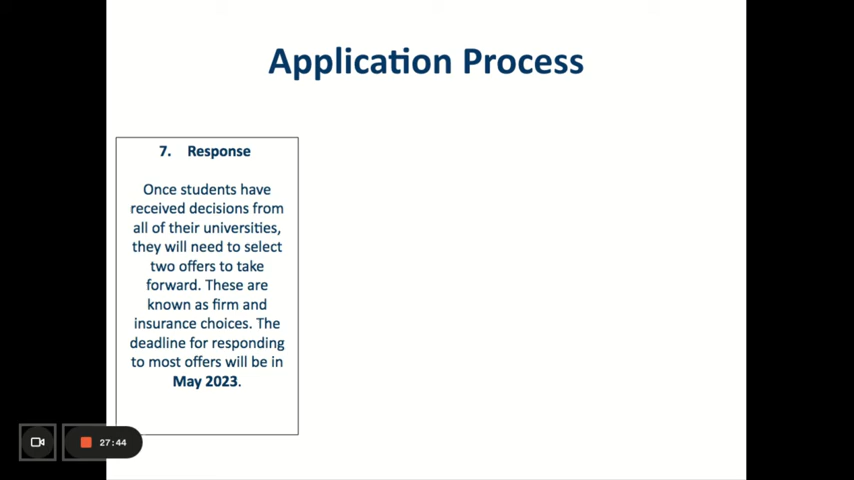 Application Process
7. Response
Once students have
received decisions from
all of their universities,
they will need to select
two offers to take
forward. These are
known as firm and
insurance choices. The
deadline for responding
to most offers will be in
May 2023.
27:44